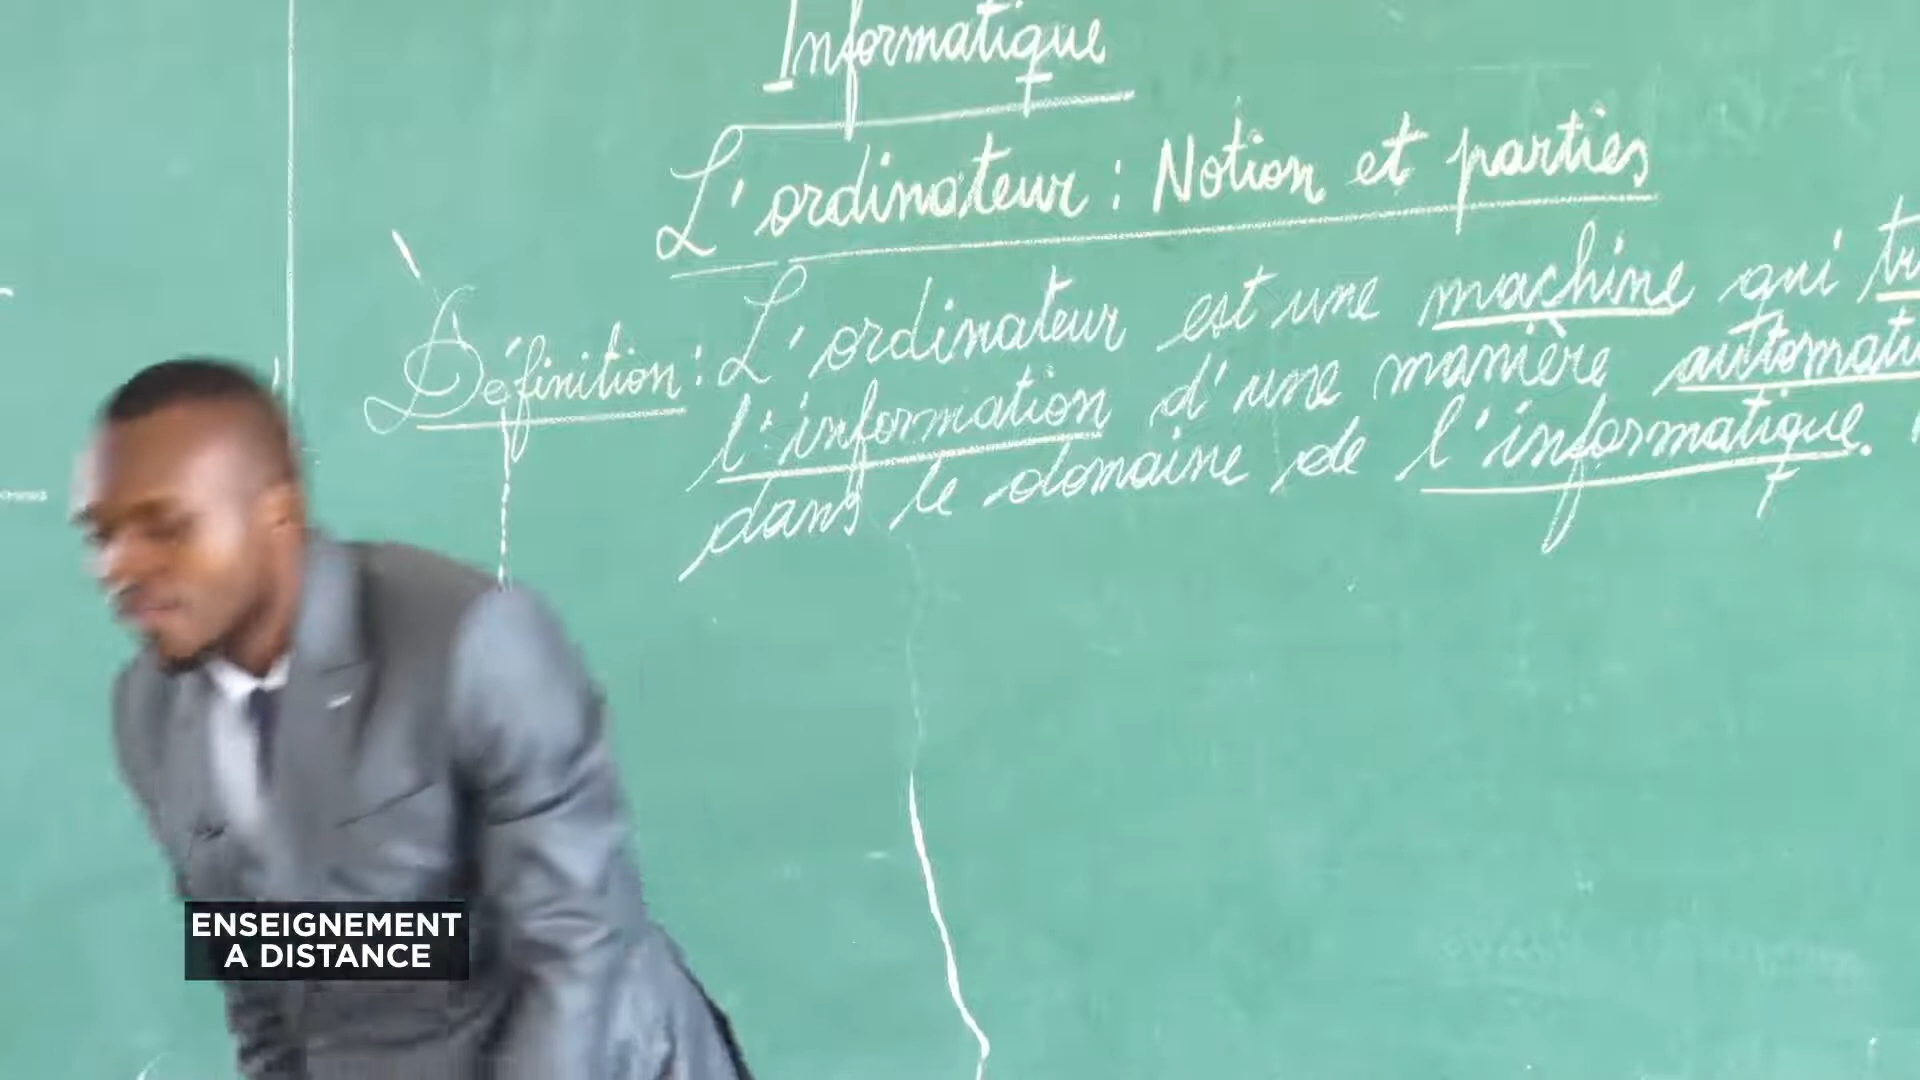 Informatique
L'ordinateur : Notion et parties
Définition : L'ordinateur est une machine qui
l'information d'une manière
dans le domaine de l'informatique.
ENSEIGNEMENT
A DISTANCE